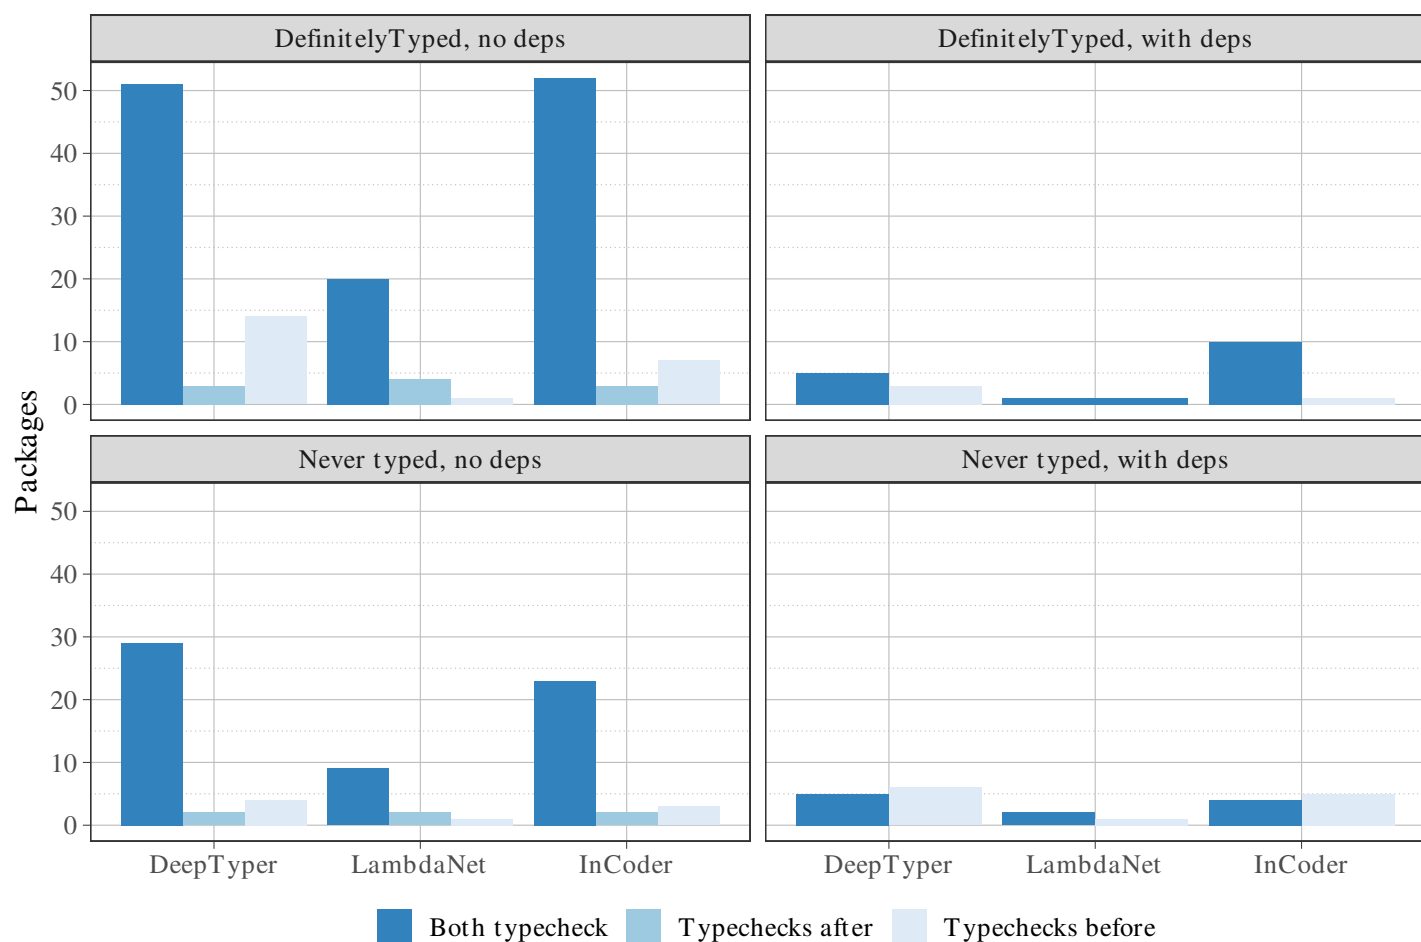 DefinitelyTyped, no deps
DefinitelyTyped, with deps
50
40
30
20
10
0
Packages
Never typed, no deps
Never typed, with deps
50
40
30
20
10
0
DeepTyper LambdaNet InCoder
DeepTyper LambdaNet InCoder
Both typecheck Typechecks after Typechecks before